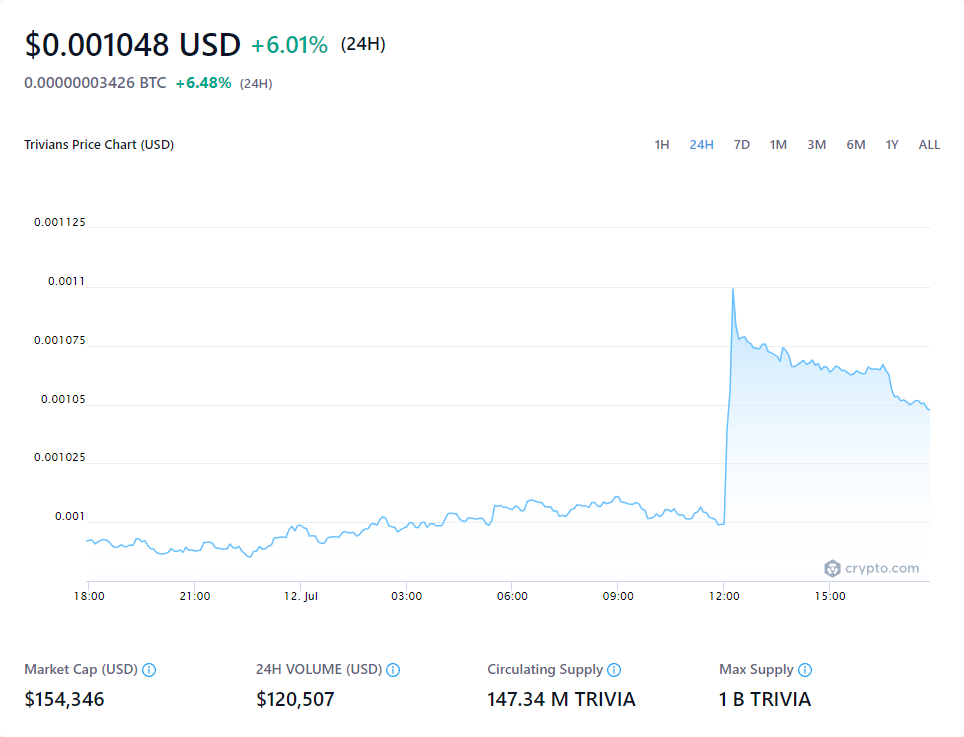 $0.001048 USD +6.01% (24H)
0.00000003426 BTC +6.48% (24H)
Trivians Price Chart (USD) 1H 24H 7D 1M 3M 6M 1Y ALL
0.001125
0.0011
0.001075
0.00105
0.001025
0.001
crypto.com
18:00 21:00 12. Jul 03:00 06:00 09:00 12:00 15:00
Market Cap (USD) 24H VOLUME (USD) Circulating Supply Max Supply
$154,346 $120,507 147.34 M TRIVIA 1 B TRIVIA